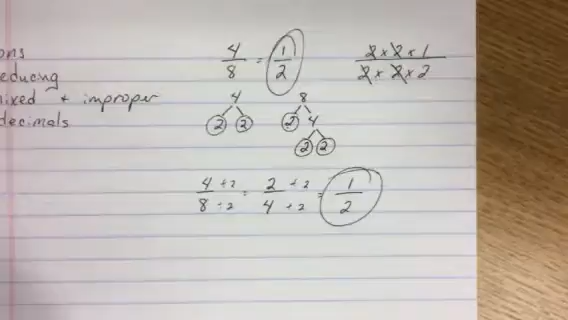 ons
educing
mixed + improper
decimals
4/8 = 1/2
2 x 2 x 1 / 2 x 2 x 2
4
2 2
8
2 4
2 2
4 ÷2 / 8 ÷2 = 2 ÷2 / 4 ÷2 = 1/2